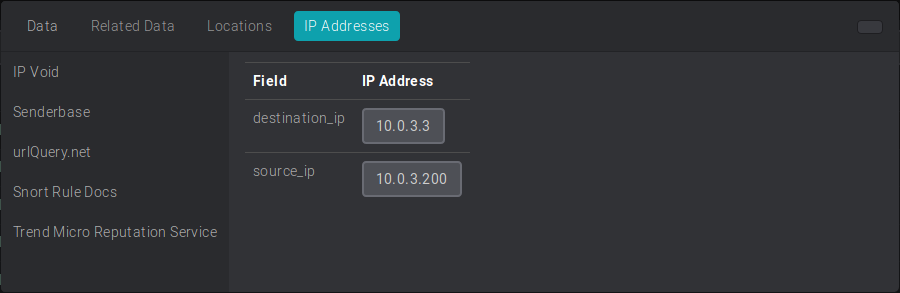 Data Related Data Locations IP Addresses
IP Void
Senderbase
urlQuery.net
Snort Rule Docs
Trend Micro Reputation Service
Field IP Address
destination_ip 10.0.3.3
source_ip 10.0.3.200